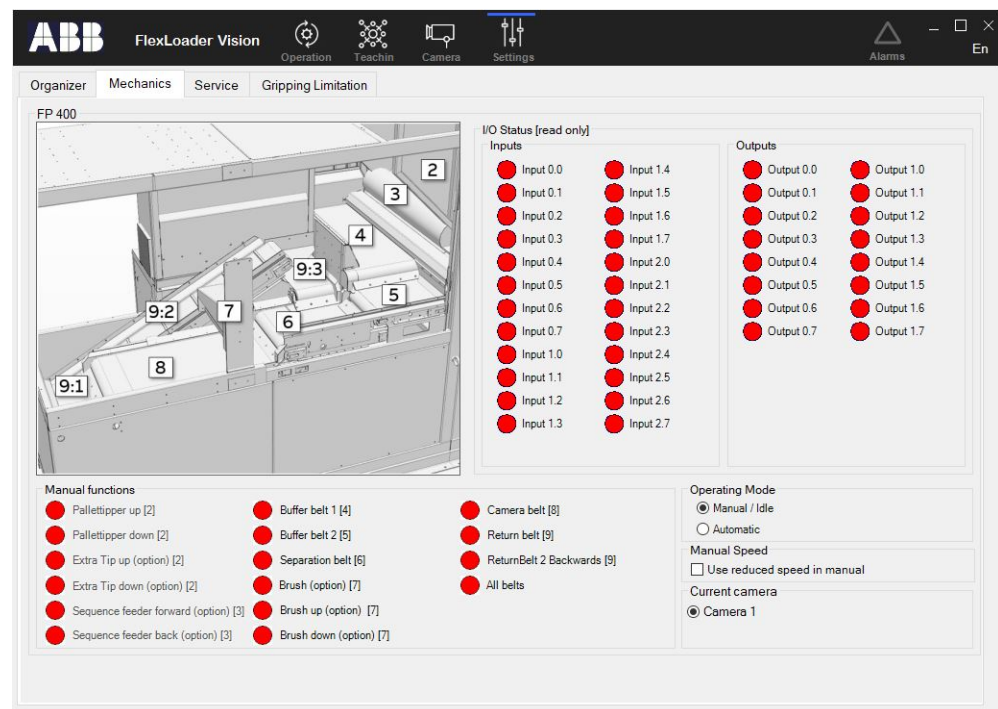 ABB FlexLoader Vision
Operation Teachin Camera Settings Alarms En
Organizer Mechanics Service Gripping Limitation
FP 400
2
3
4
9:3
5
9:2
7
6
8
9:1
I/O Status [read only]
Inputs
Input 0.0 Input 1.4
Input 0.1 Input 1.5
Input 0.2 Input 1.6
Input 0.3 Input 1.7
Input 0.4 Input 2.0
Input 0.5 Input 2.1
Input 0.6 Input 2.2
Input 0.7 Input 2.3
Input 1.0 Input 2.4
Input 1.1 Input 2.5
Input 1.2 Input 2.6
Input 1.3 Input 2.7
Outputs
Output 0.0 Output 1.0
Output 0.1 Output 1.1
Output 0.2 Output 1.2
Output 0.3 Output 1.3
Output 0.4 Output 1.4
Output 0.5 Output 1.5
Output 0.6 Output 1.6
Output 0.7 Output 1.7
Manual functions
Pallettipper up [2] Buffer belt 1 [4] Camera belt [8]
Pallettipper down [2] Buffer belt 2 [5] Return belt [9]
Extra Tip up (option) [2] Separation belt [6] ReturnBelt 2 Backwards [9]
Extra Tip down (option) [2] Brush (option) [7] All belts
Sequence feeder forward (option) [3] Brush up (option) [7]
Sequence feeder back (option) [3] Brush down (option) [7]
Operating Mode
Manual / Idle
Automatic
Manual Speed
Use reduced speed in manual
Current camera
Camera 1